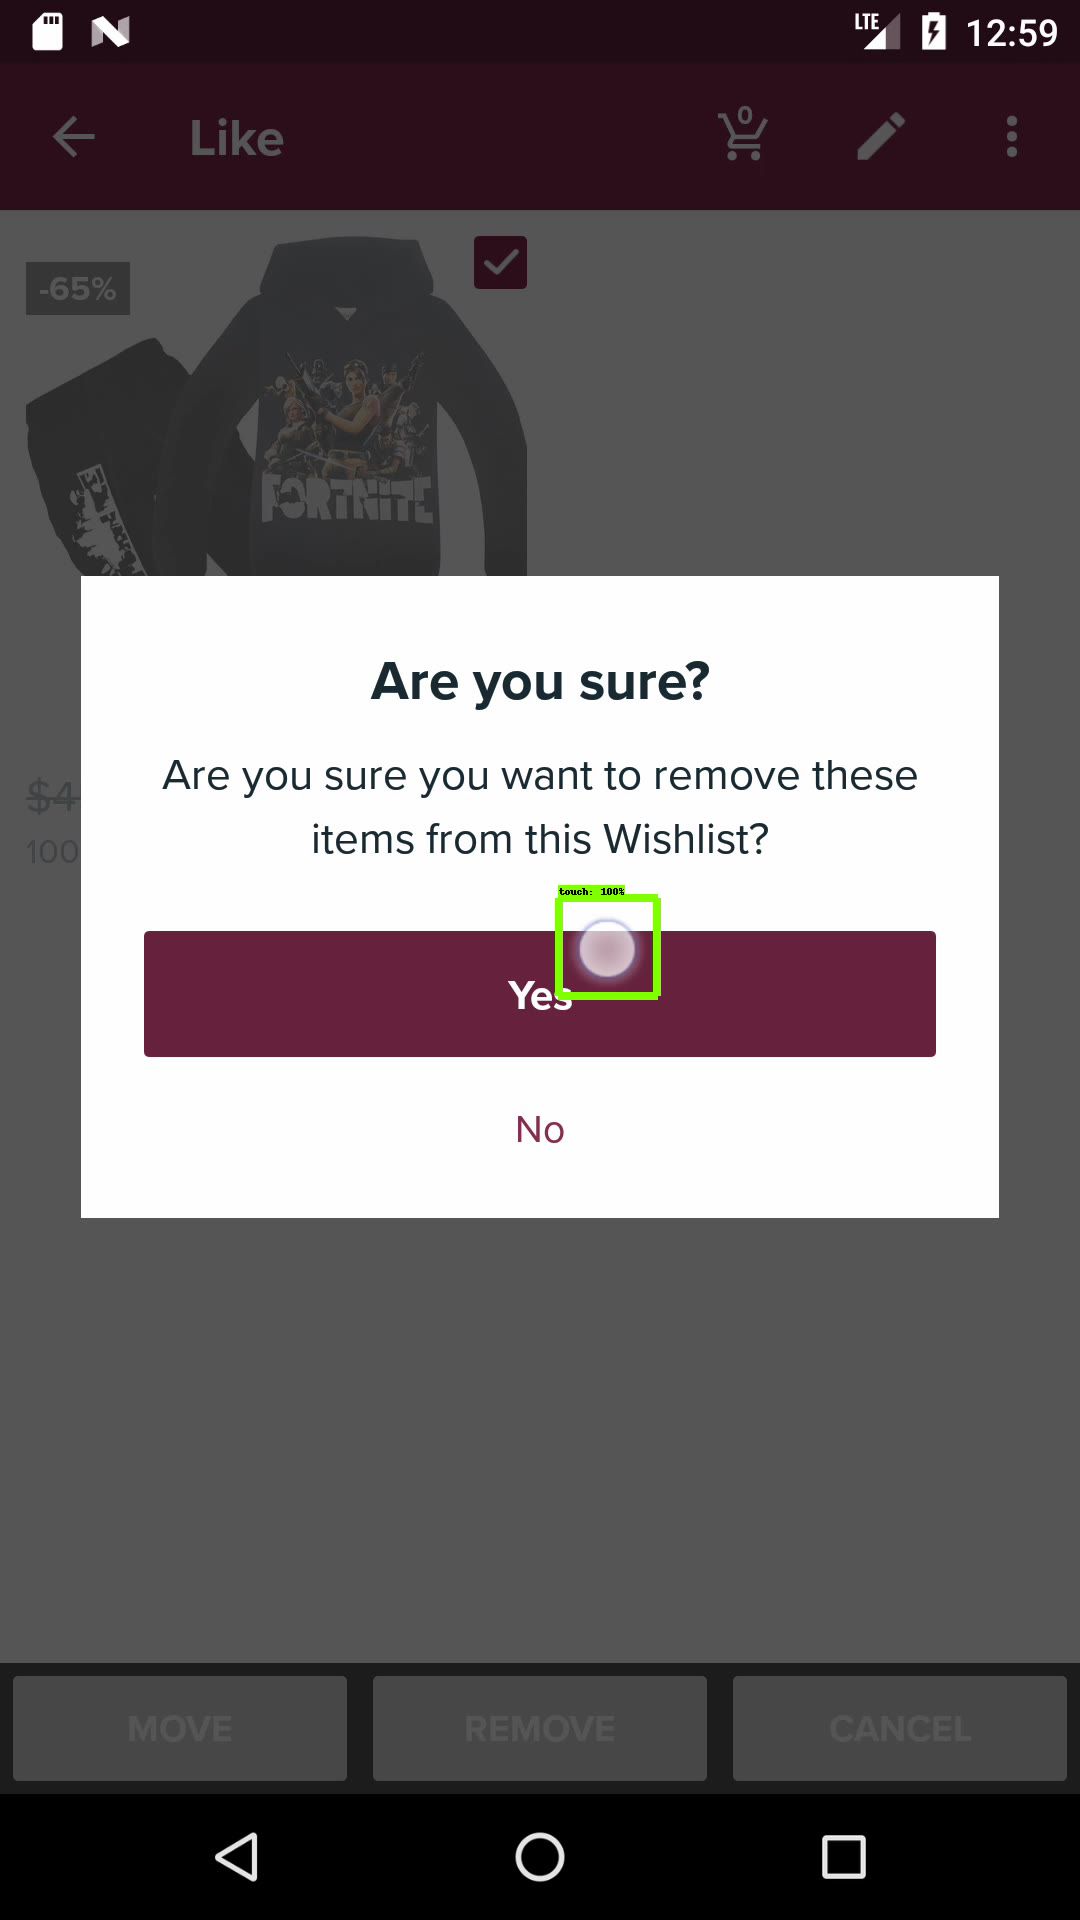 LTE 12:59
Like
0
-65%
FORTNITE
$4
100
Are you sure?
Are you sure you want to remove these
items from this Wishlist?
touch: 100%
Yes
No
MOVE REMOVE CANCEL